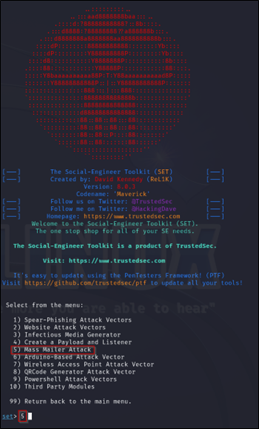 [---] The Social-Engineer Toolkit (SET) [---]
[---] Created by: David Kennedy (ReL1K) [---]
Version: 8.0.3
Codename: 'Maverick'
[---] Follow us on Twitter: @TrustedSec [---]
[---] Follow me on Twitter: @HackingDave [---]
[---] Homepage: https://www.trustedsec.com [---]
Welcome to the Social-Engineer Toolkit (SET).
The one stop shop for all of your SE needs.
The Social-Engineer Toolkit is a product of TrustedSec.
Visit: https://www.trustedsec.com
It's easy to update using the PenTesters Framework! (PTF)
Visit https://github.com/trustedsec/ptf to update all your tools!
Select from the menu:
1) Spear-Phishing Attack Vectors
2) Website Attack Vectors
3) Infectious Media Generator
4) Create a Payload and Listener
5) Mass Mailer Attack
6) Arduino-Based Attack Vector
7) Wireless Access Point Attack Vector
8) QRCode Generator Attack Vector
9) Powershell Attack Vectors
10) Third Party Modules
99) Return back to the main menu.
set> 5